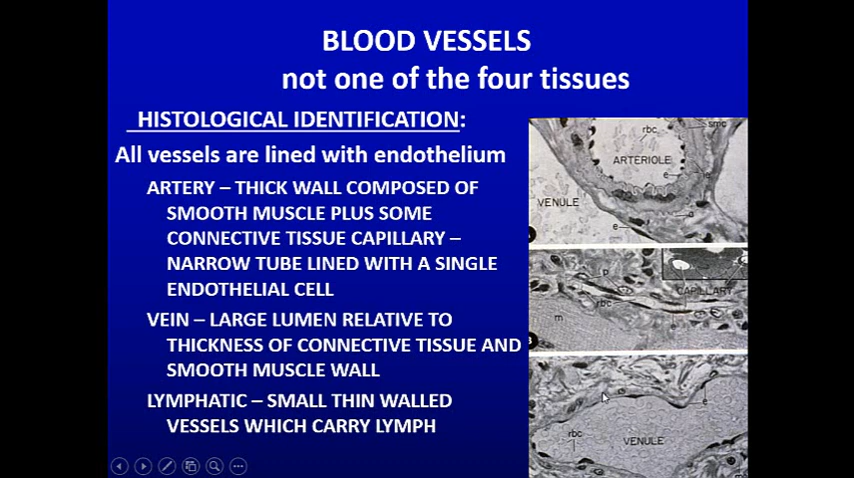 BLOOD VESSELS
not one of the four tissues
HISTOLOGICAL IDENTIFICATION:
All vessels are lined with endothelium
ARTERY – THICK WALL COMPOSED OF
SMOOTH MUSCLE PLUS SOME
CONNECTIVE TISSUE CAPILLARY –
NARROW TUBE LINED WITH A SINGLE
ENDOTHELIAL CELL
VEIN – LARGE LUMEN RELATIVE TO
THICKNESS OF CONNECTIVE TISSUE AND
SMOOTH MUSCLE WALL
LYMPHATIC – SMALL THIN WALLED
VESSELS WHICH CARRY LYMPH
rbc
smc
ARTERIOLE
e
VENULE
e
p
CAPILLARY
rbc
m
e
rbc
VENULE